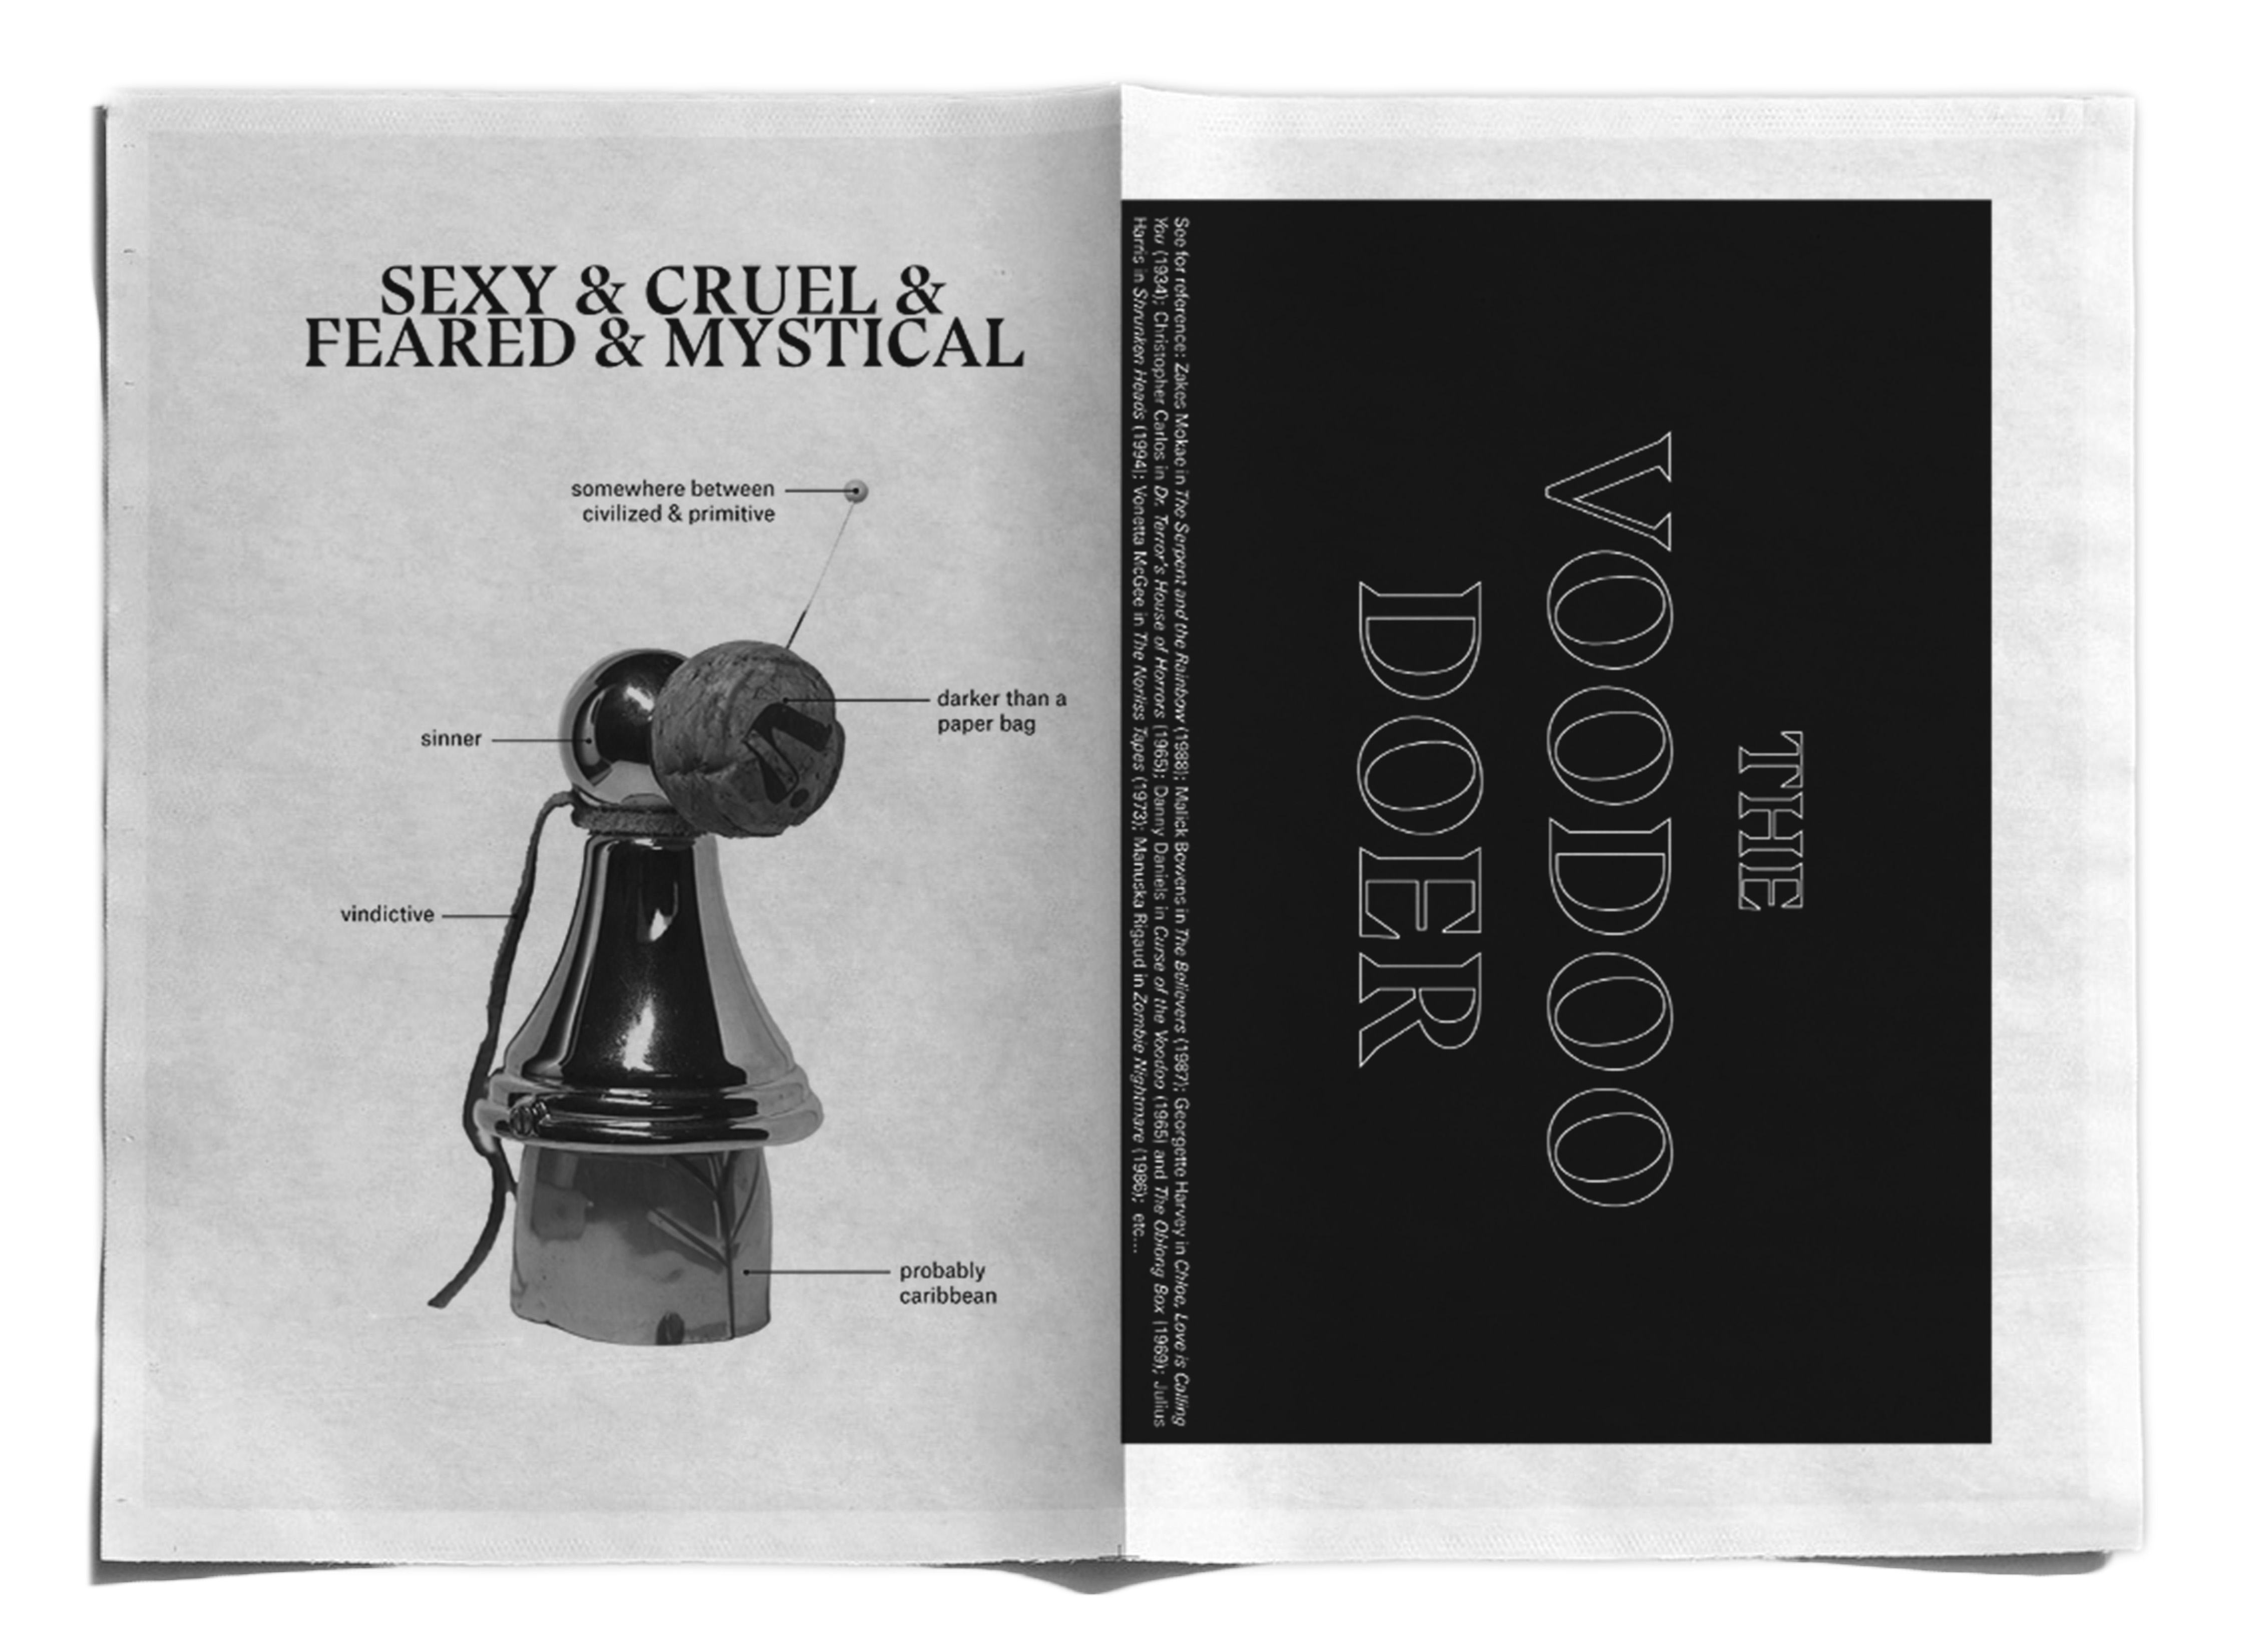 SEXY & CRUEL &
FEARED & MYSTICAL
somewhere between
civilized & primitive
darker than a
paper bag
sinner
vindictive
probably
caribbean
THE
VOODOO
DOER
See for reference: Zakes Mokae in The Serpent and the Rainbow (1988); Malick Bowens in The Believers (1987); Georgette Harvey in Chloe, Love is Calling
You (1934); Christopher Carlos in Dr. Terror's House of Horrors (1965); Danny Daniels in Curse of the Voodoo (1965) and The Oblong Box (1969); Julius
Harris in Shrunken Heads (1994); Vonetta McGee in The Norliss Tapes (1973); Manuska Rigaud in Zombie Nightmare (1986); etc...